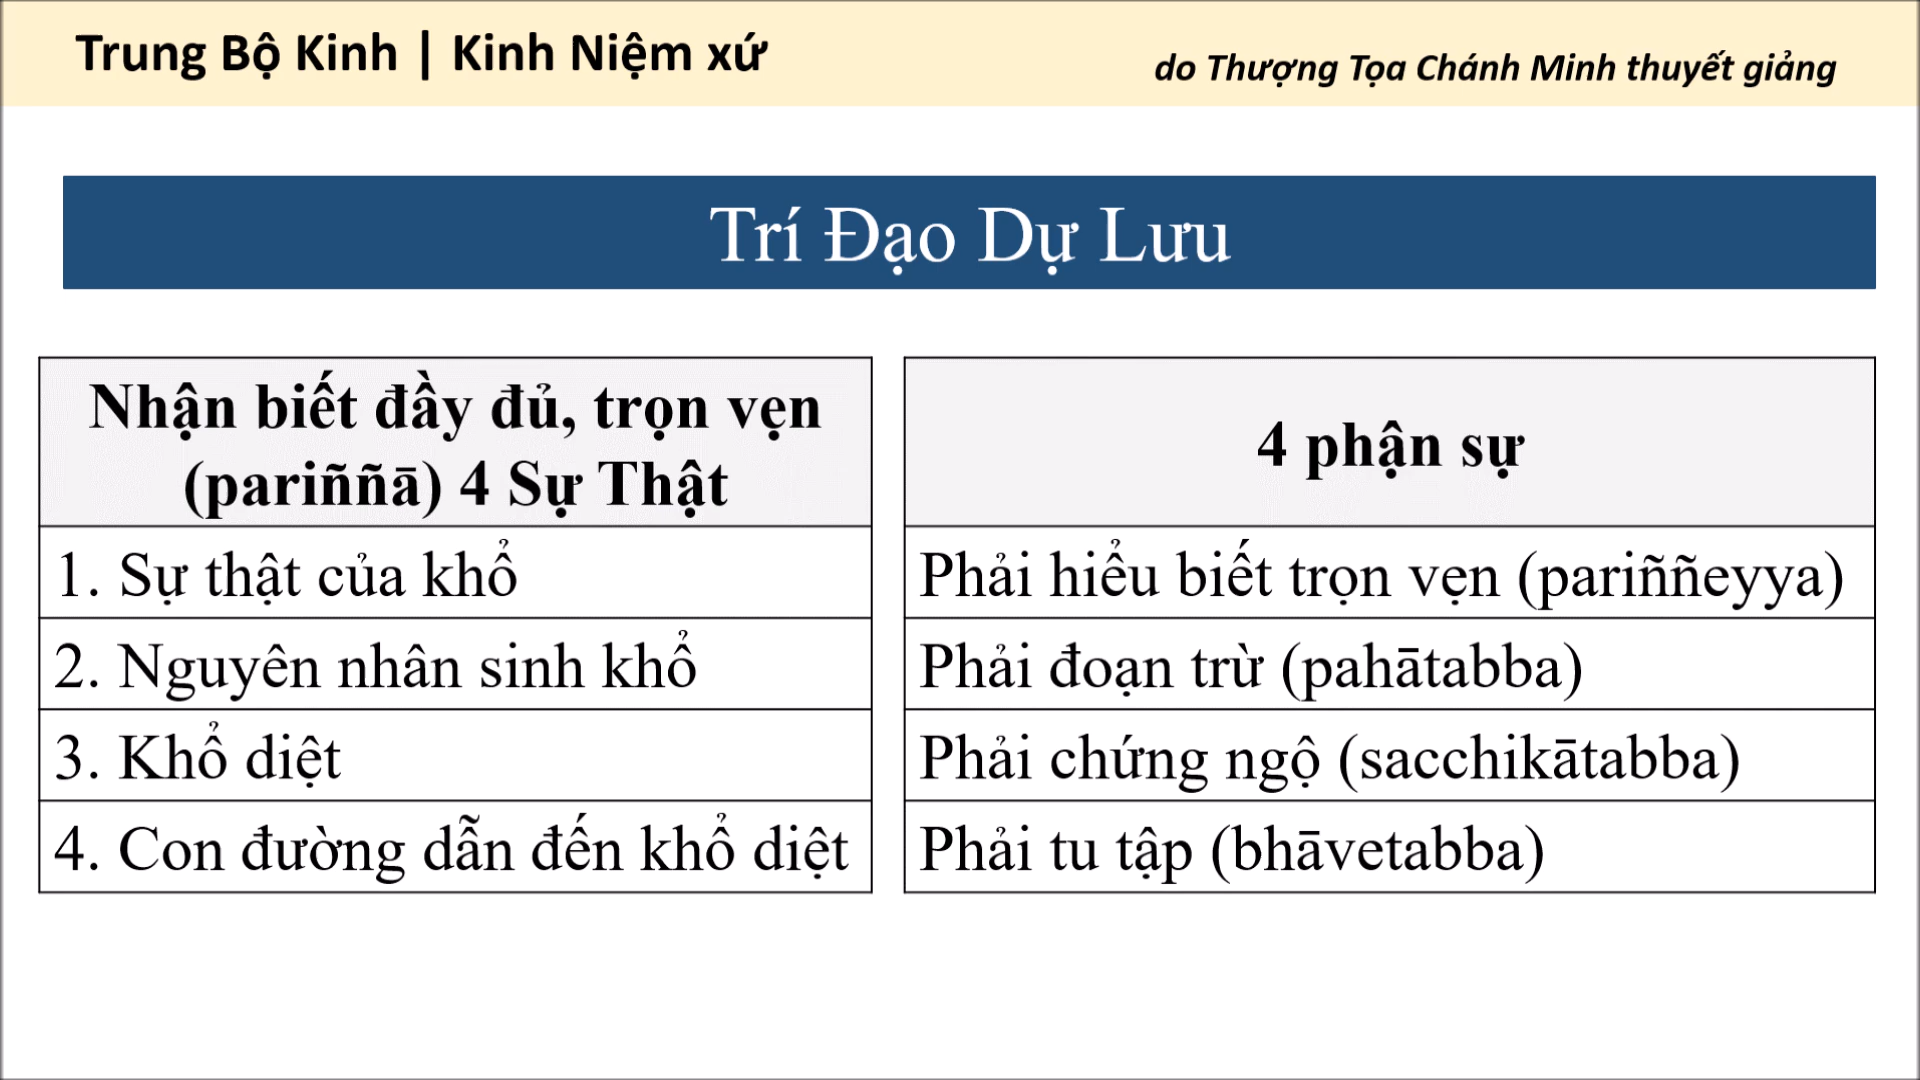 Trung Bộ Kinh | Kinh Niệm xứ
do Thượng Tọa Chánh Minh thuyết giảng
Trí Đạo Dự Lưu
Nhận biết đầy đủ, trọn vẹn
(pariññā) 4 Sự Thật
1. Sự thật của khổ
2. Nguyên nhân sinh khổ
3. Khổ diệt
4. Con đường dẫn đến khổ diệt
4 phận sự
Phải hiểu biết trọn vẹn (pariññeyya)
Phải đoạn trừ (pahātabba)
Phải chứng ngộ (sacchikātabba)
Phải tu tập (bhāvetabba)